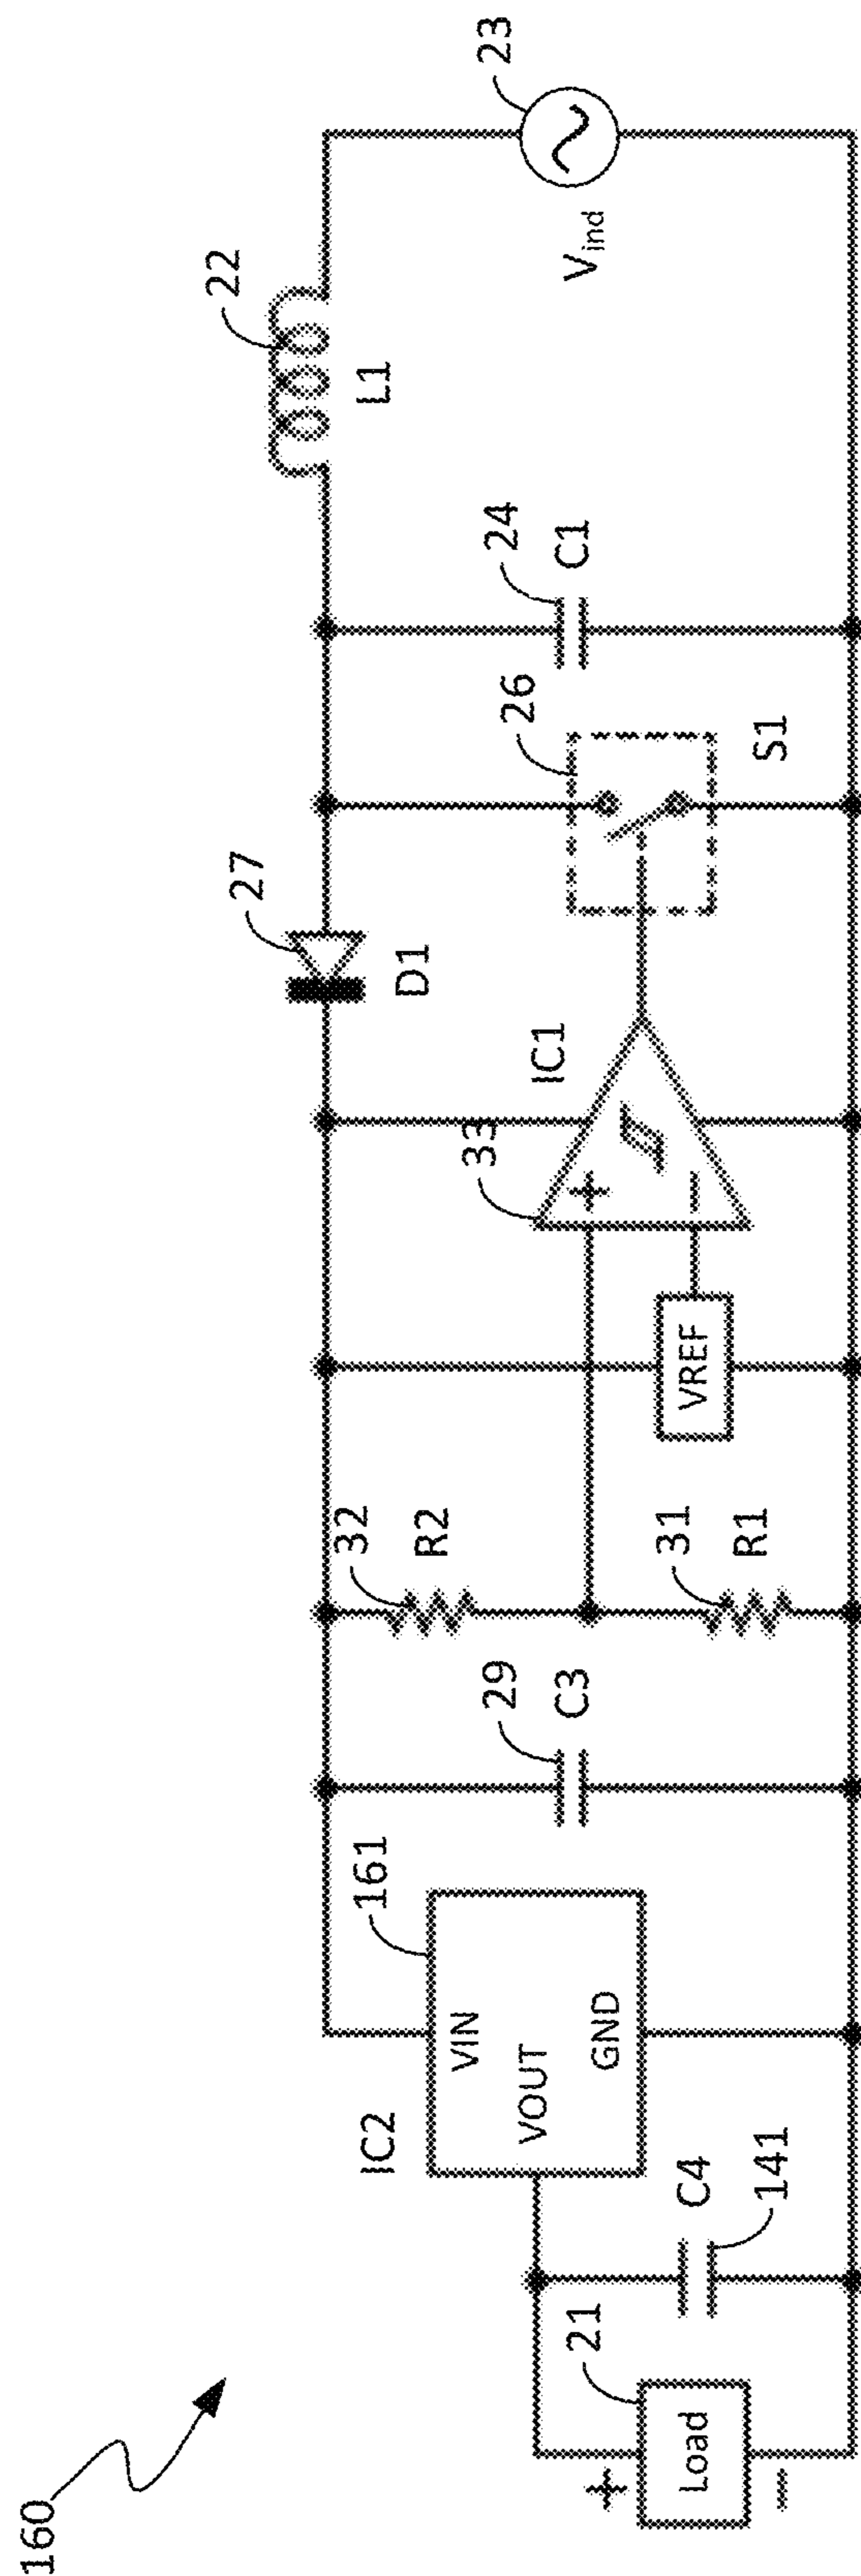 160
21
Load
+
−
C4
141
IC2
161
VIN
VOUT
GND
29
C3
32
R2
31
R1
VREF
33
IC1
+
−
27
D1
26
S1
24
C1
22
L1
23
Vind